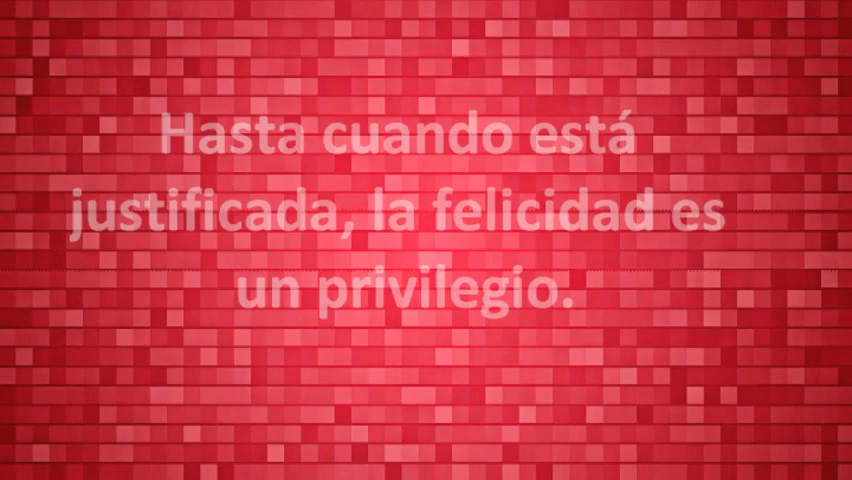 Hasta cuando está
justificada, la felicidad es
un privilegio.